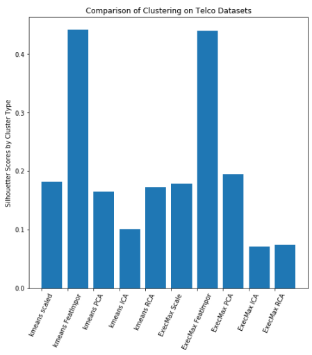 Comparison of Clustering on Telco Datasets
Silhouetter Scores by Cluster Type
0.4
0.3
0.2
0.1
0.0
kmeans scaled
kmeans FeatImpor
kmeans PCA
kmeans ICA
kmeans RCA
ExecMax Scale
ExecMax FeatImpor
ExecMax PCA
ExecMax ICA
ExecMax RCA